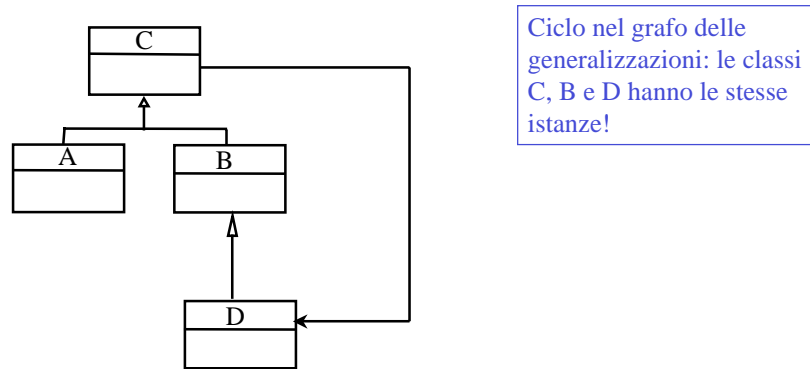 C
A
B
D
Ciclo nel grafo delle
generalizzazioni: le classi
C, B e D hanno le stesse
istanze!